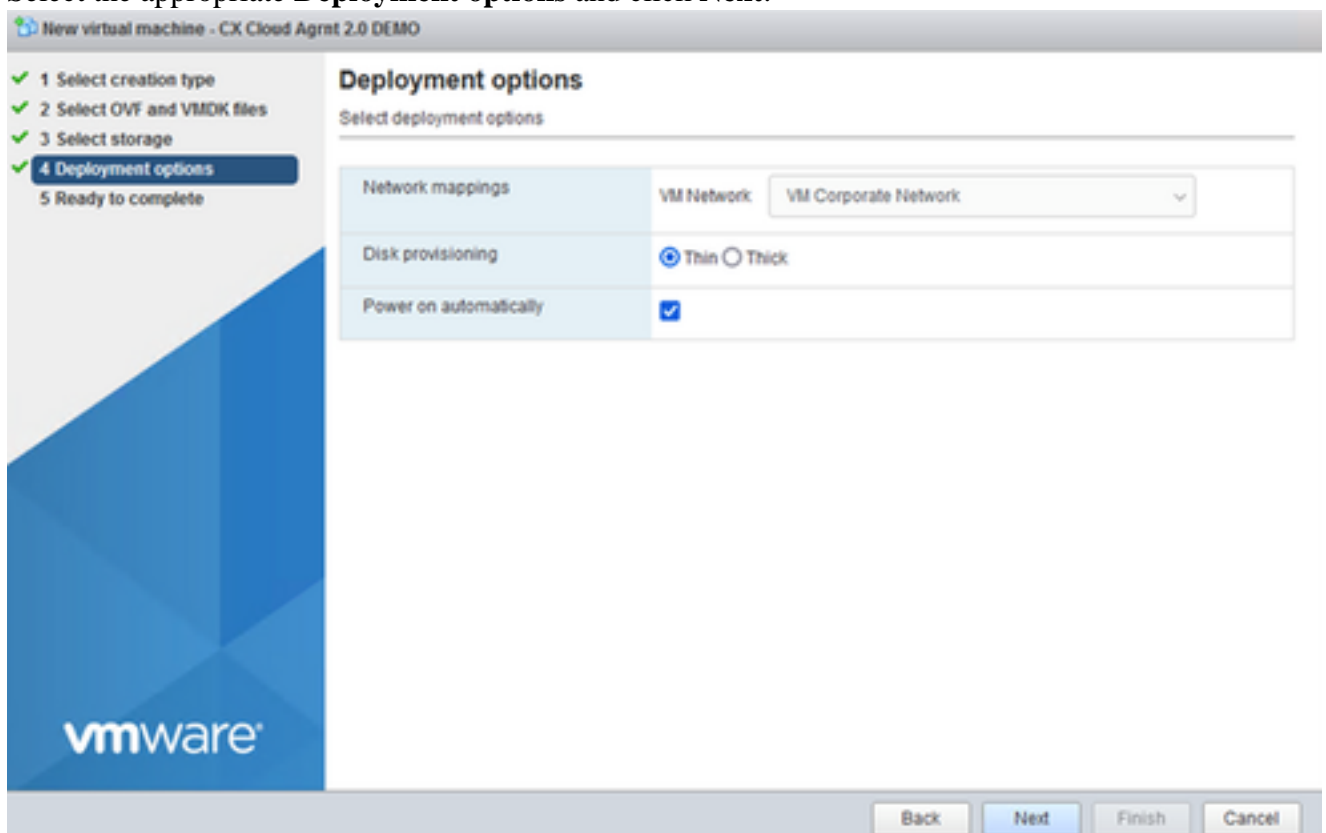 Select the appropriate Deployment options and click Next.
New virtual machine - CX Cloud Agrnt 2.0 DEMO
1 Select creation type
2 Select OVF and VMDK files
3 Select storage
4 Deployment options
5 Ready to complete
Deployment options
Select deployment options
Network mappings
VM Network
VM Corporate Network
Disk provisioning
Thin
Thick
Power on automatically
vmware
Back
Next
Finish
Cancel